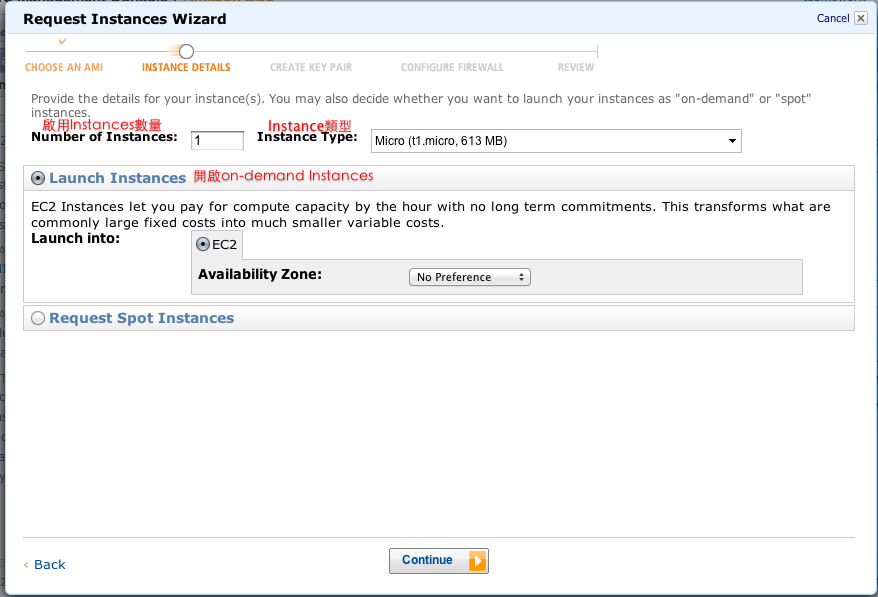 Request Instances Wizard
Cancel
CHOOSE AN AMI INSTANCE DETAILS CREATE KEY PAIR CONFIGURE FIREWALL REVIEW
Provide the details for your instance(s). You may also decide whether you want to launch your instances as "on-demand" or "spot"
instances.
啟用Instances數量 Instance類型
Number of Instances: 1 Instance Type: Micro (t1.micro, 613 MB)
Launch Instances 開啟on-demand Instances
EC2 Instances let you pay for compute capacity by the hour with no long term commitments. This transforms what are
commonly large fixed costs into much smaller variable costs.
Launch into: EC2
Availability Zone: No Preference
Request Spot Instances
‹ Back
Continue